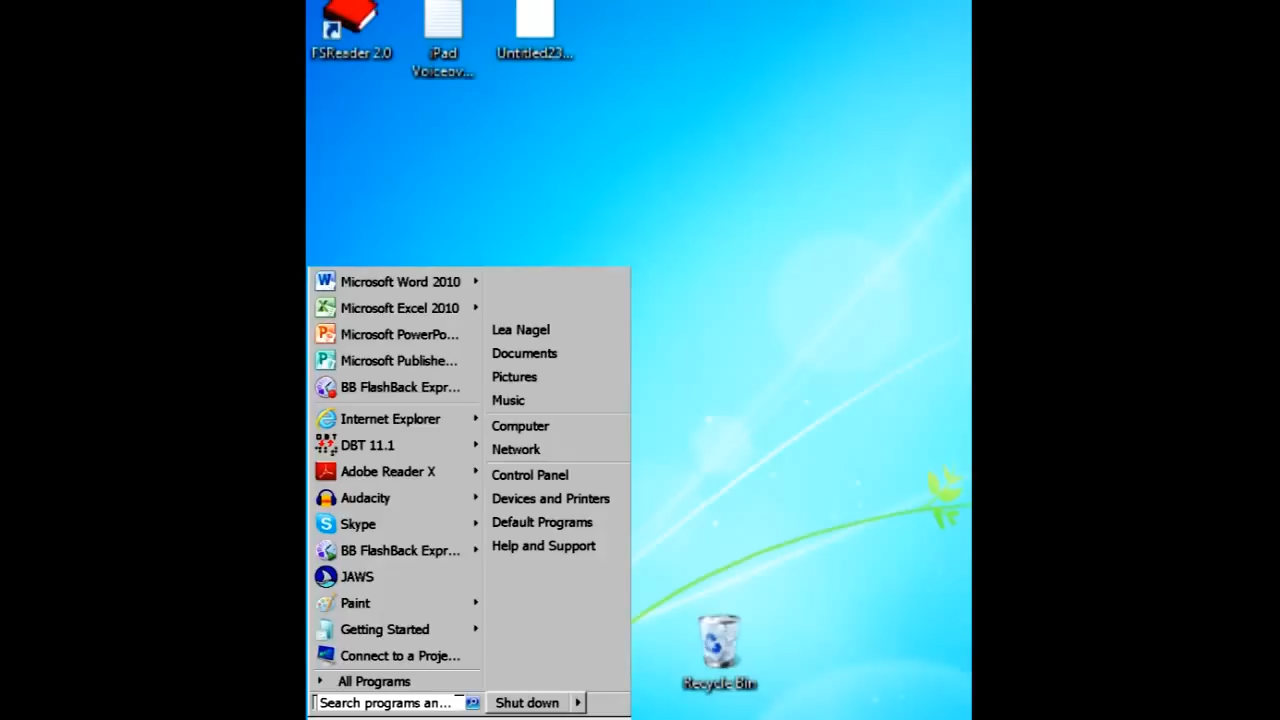 TSReader 2.0
iPad
Voiceov...
Untitled23...
Microsoft Word 2010
Microsoft Excel 2010
Microsoft PowerPo...
Microsoft Publishe...
BB FlashBack Expr...
Internet Explorer
DBT 11.1
Adobe Reader X
Audacity
Skype
BB FlashBack Expr...
JAWS
Paint
Getting Started
Connect to a Proje...
All Programs
Search programs an...
Lea Nagel
Documents
Pictures
Music
Computer
Network
Control Panel
Devices and Printers
Default Programs
Help and Support
Shut down
Recycle Bin